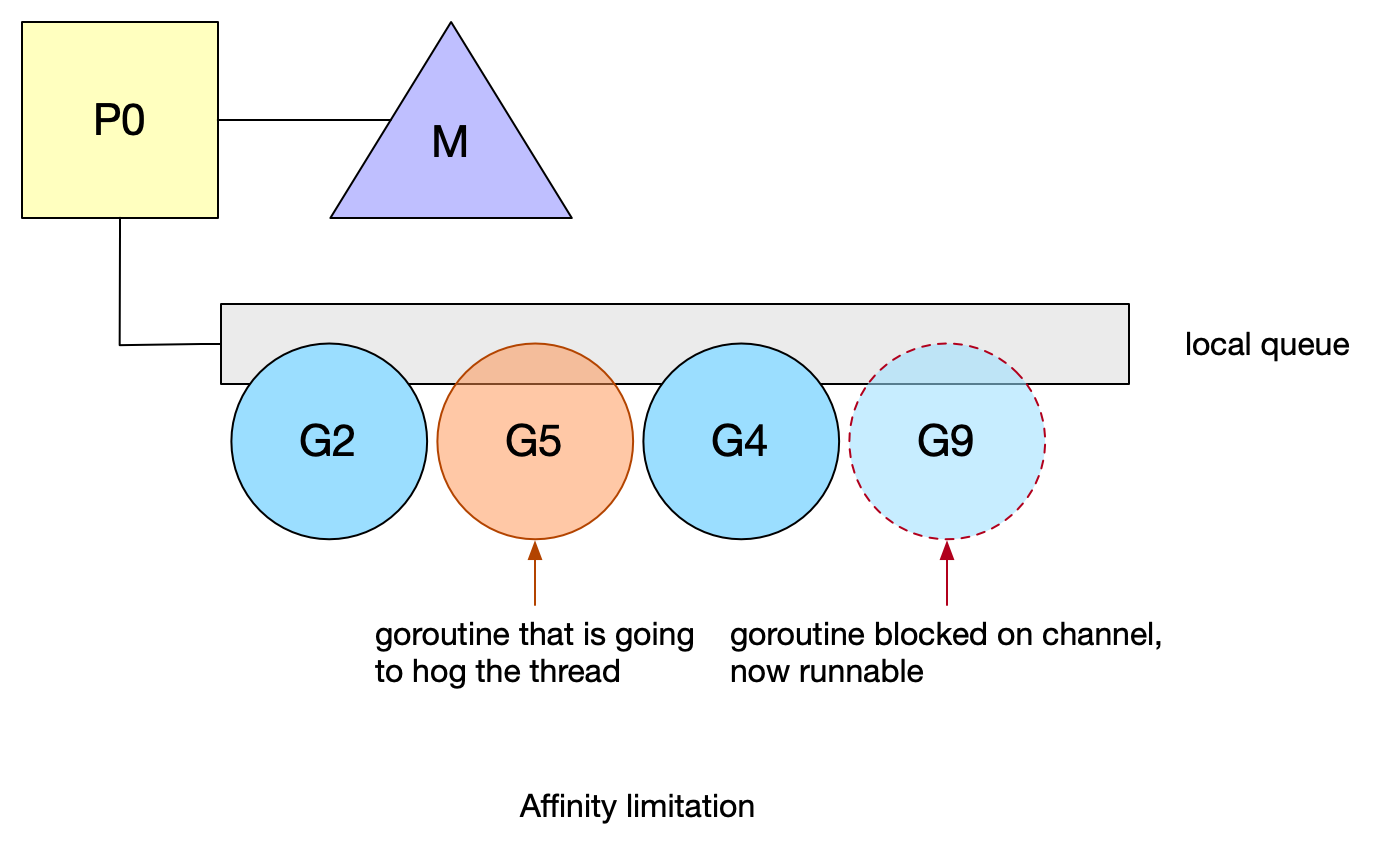 P0
M
local queue
G2
G5
G4
G9
goroutine that is going
to hog the thread
goroutine blocked on channel,
now runnable
Affinity limitation